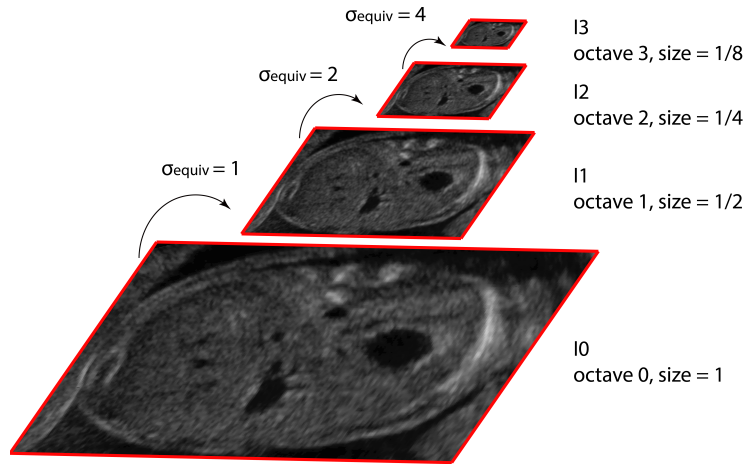 σequiv = 4
I3
octave 3, size = 1/8
σequiv = 2
I2
octave 2, size = 1/4
σequiv = 1
I1
octave 1, size = 1/2
I0
octave 0, size = 1